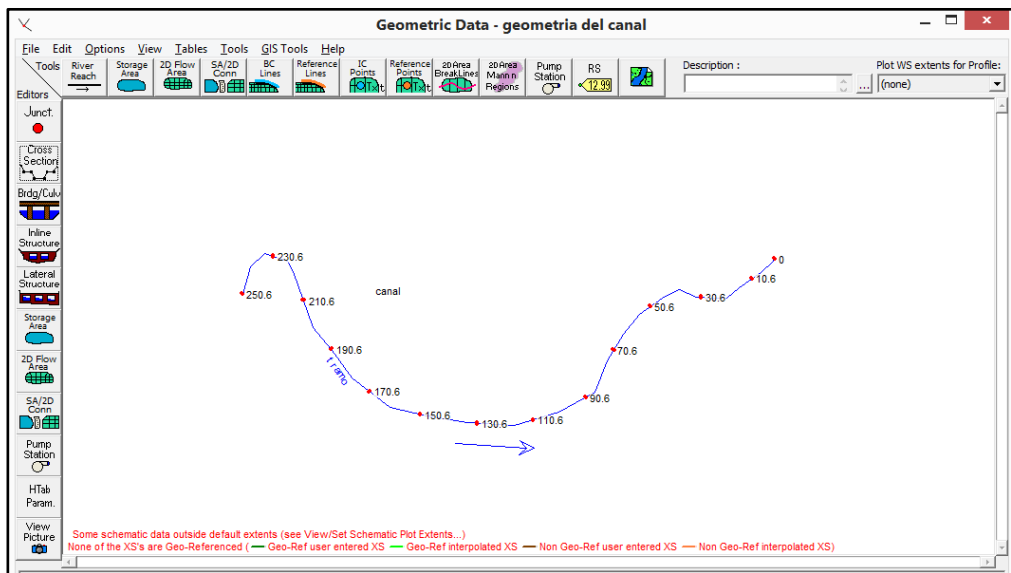 Geometric Data - geometria del canal
File Edit Options View Tables Tools GIS Tools Help
Tools
Editors
River
Reach
Storage
Area
2D Flow
Area
SA/2D
Conn
BC
Lines
Reference
Lines
IC
Points
Reference
Points
2D Area
BreakLines
2D Area
Mann n
Regions
Pump
Station
RS
12.99
Description :
...
Plot WS extents for Profile:
(none)
Junct.
Cross
Section
Brdg/Culv
Inline
Structure
Lateral
Structure
Storage
Area
2D Flow
Area
SA/2D
Conn
Pump
Station
HTab
Param.
View
Picture
230.6
250.6
210.6
canal
190.6
tramo
170.6
150.6
130.6
110.6
90.6
70.6
50.6
30.6
10.6
0
Some schematic data outside default extents (see View/Set Schematic Plot Extents...)
None of the XS's are Geo-Referenced ( Geo-Ref user entered XS Geo-Ref interpolated XS Non Geo-Ref user entered XS Non Geo-Ref interpolated XS)